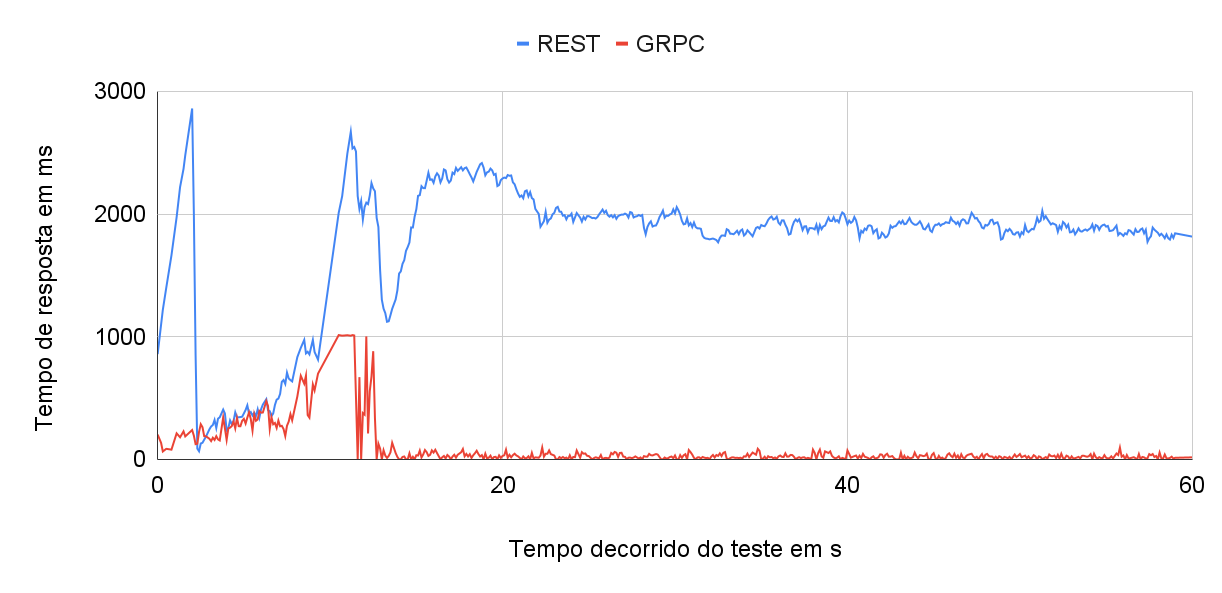 REST GRPC
3000
2000
1000
0
0 20 40 60
Tempo de resposta em ms
Tempo decorrido do teste em s